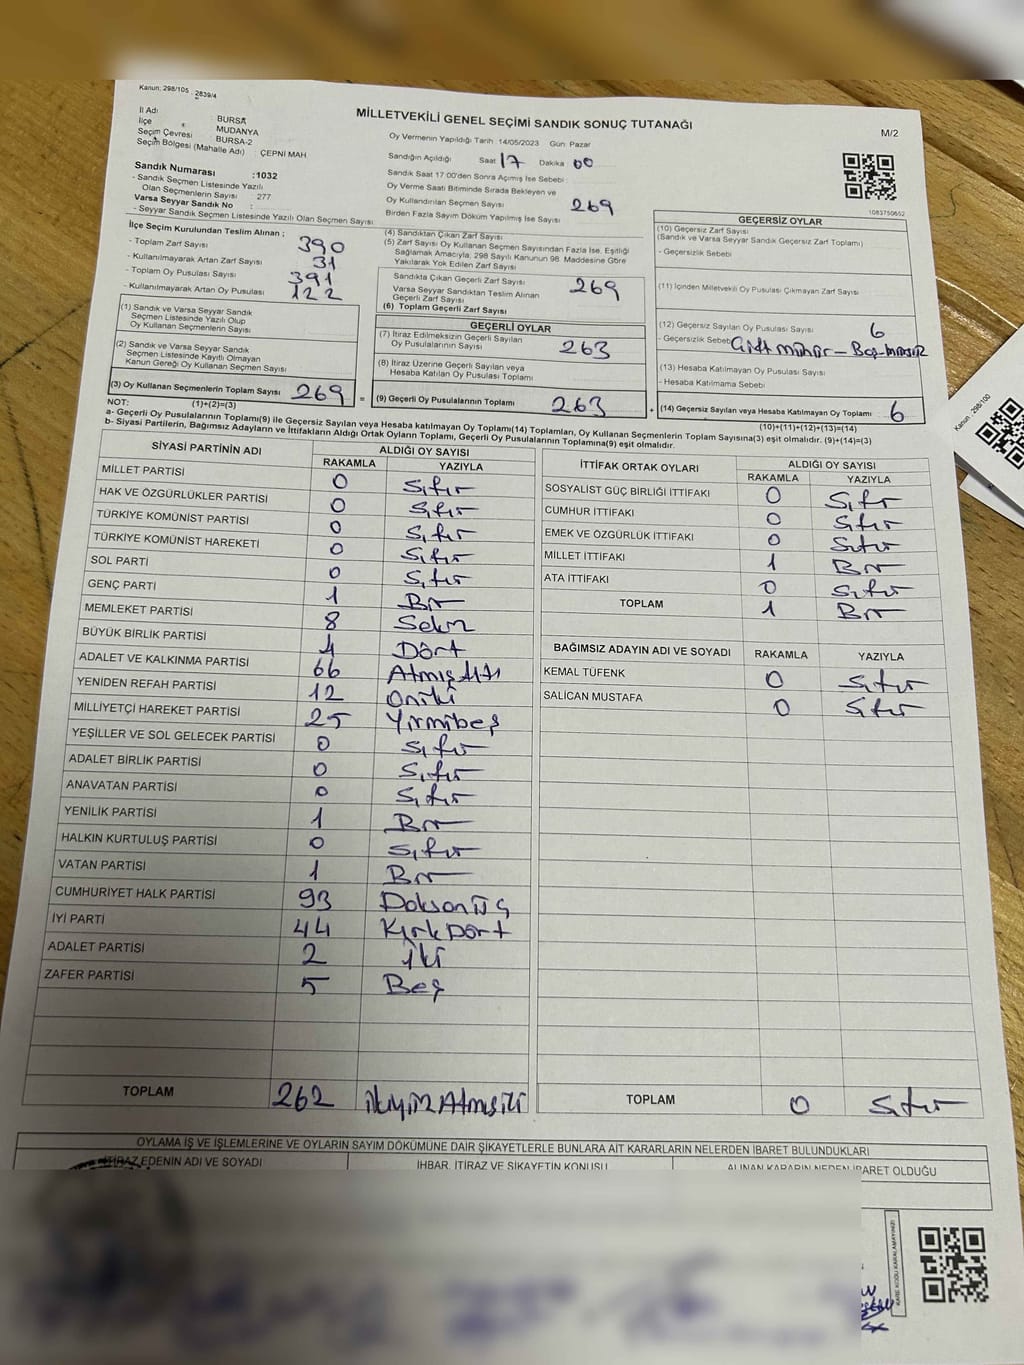 Kanun: 298/105 - 2839/4
MİLLETVEKİLİ GENEL SEÇİMİ SANDIK SONUÇ TUTANAĞI
M/2
İl Adı : BURSA
İlçe : MUDANYA
Seçim Çevresi : BURSA-2
Seçim Bölgesi (Mahalle Adı) : ÇEPNİ MAH
Sandık Numarası :1032
- Sandık Seçmen Listesinde Yazılı
Olan Seçmenlerin Sayısı : 277
Varsa Seyyar Sandık No :
- Seyyar Sandık Seçmen Listesinde Yazılı Olan Seçmen Sayısı:
Oy Vermenin Yapıldığı Tarih :14/05/2023 Gün: Pazar
Sandığın Açıldığı Saat 17 Dakika 00
Sandık Saat 17:00'den Sonra Açımış İse Sebebi :
Oy Verme Saati Bitiminde Sırada Bekleyen ve
Oy Kullandırılan Seçmen Sayısı
269
Birden Fazla Sayım Döküm Yapılmış İse Sayısı
1083750652
İlçe Seçim Kurulundan Teslim Alınan ;
- Toplam Zarf Sayısı 390
- Kullanılmayarak Artan Zarf Sayısı 31
- Toplam Oy Pusulası Sayısı 391
- Kullanılmayarak Artan Oy Pusulası 122
(1) Sandık ve Varsa Seyyar Sandık
Seçmen Listesinde Yazılı Olup
Oy Kullanan Seçmenlerin Sayısı
(2) Sandık ve Varsa Seyyar Sandık
Seçmen Listesinde Kayıtlı Olmayan
Kanun Gereği Oy Kullanan Seçmen Sayısı
(3) Oy Kullanan Seçmenlerin Toplam Sayısı 269
(1)+(2)=(3)
(4) Sandıktan Çıkan Zarf Sayısı
(5) Zarf Sayısı Oy Kullanan Seçmen Sayısından Fazla İse, Eşitliği
Sağlamak Amacıyla, 298 Sayılı Kanunun 98. Maddesine Göre
Yakılarak Yok Edilen Zarf Sayısı
Sandıkta Çıkan Geçerli Zarf Sayısı
269
Varsa Seyyar Sandıktan Teslim Alınan
Geçerli Zarf Sayısı
(6) Toplam Geçerli Zarf Sayısı
GEÇERLİ OYLAR
(7) İtiraz Edilmeksizin Geçerli Sayılan
Oy Pusulalarının Sayısı
263
(8) İtiraz Üzerine Geçerli Sayılan veya
Hesaba Katılan Oy Pusulası Toplamı
= (9) Geçerli Oy Pusulalarının Toplamı 263
GEÇERSİZ OYLAR
(10) Geçersiz Zarf Sayısı
(Sandık ve Varsa Seyyar Sandık Geçersiz Zarf Toplamı)
- Geçersizlik Sebebi
(11) İçinden Milletvekili Oy Pusulası Çıkmayan Zarf Sayısı
(12) Geçersiz Sayılan Oy Pusulası Sayısı 6
- Geçersizlik Sebebi
(13) Hesaba Katılmayan Oy Pusulası Sayısı
- Hesaba Katılmama Sebebi
+ (14) Geçersiz Sayılan veya Hesaba Katılmayan Oy Toplamı 6
(10)+(11)+(12)+(13)=(14)
NOT:
a- Geçerli Oy Pusulalarının Toplamı(9) ile Geçersiz Sayılan veya Hesaba katılmayan Oy Toplamı(14) Toplamları, Oy Kullanan Seçmenlerin Toplam Sayısına(3) eşit olmalıdır. (9)+(14)=(3)
b- Siyasi Partilerin, Bağımsız Adayların ve İttifakların Aldığı Ortak Oyların Toplamı, Geçerli Oy Pusulalarının Toplamına(9) eşit olmalıdır.
SİYASİ PARTİNİN ADI ALDIĞI OY SAYISI
RAKAMLA YAZIYLA
MİLLET PARTİSİ 0 Sıfır
HAK VE ÖZGÜRLÜKLER PARTİSİ 0 Sıfır
TÜRKİYE KOMÜNİST PARTİSİ 0 Sıfır
TÜRKİYE KOMÜNİST HAREKETİ 0 Sıfır
SOL PARTİ 0 Sıfır
GENÇ PARTİ 1 Bir
MEMLEKET PARTİSİ 8 Sekiz
BÜYÜK BİRLİK PARTİSİ 4 Dört
ADALET VE KALKINMA PARTİSİ 66 Atmış Altı
YENİDEN REFAH PARTİSİ 12 Oniki
MİLLİYETÇİ HAREKET PARTİSİ 25 Yirmibeş
YEŞİLLER VE SOL GELECEK PARTİSİ 0 Sıfır
ADALET BİRLİK PARTİSİ 0 Sıfır
ANAVATAN PARTİSİ 0 Sıfır
YENİLİK PARTİSİ 1 Bir
HALKIN KURTULUŞ PARTİSİ 0 Sıfır
VATAN PARTİSİ 1 Bir
CUMHURİYET HALK PARTİSİ 93 Doksan Üç
İYİ PARTİ 44 Kırk Dört
ADALET PARTİSİ 2 İki
ZAFER PARTİSİ 5 Beş
TOPLAM 262 ikiyüz Atmışiki
İTTİFAK ORTAK OYLARI ALDIĞI OY SAYISI
RAKAMLA YAZIYLA
SOSYALİST GÜÇ BİRLİĞİ İTTİFAKI 0 Sıfır
CUMHUR İTTİFAKI 0 Sıfır
EMEK VE ÖZGÜRLÜK İTTİFAKI 0 Sıfır
MİLLET İTTİFAKI 1 Bir
ATA İTTİFAKI 0 Sıfır
TOPLAM 1 Bir
BAĞIMSIZ ADAYIN ADI VE SOYADI RAKAMLA YAZIYLA
KEMAL TÜFENK 0 Sıfır
SALİCAN MUSTAFA 0 Sıfır
TOPLAM 0 Sıfır
OYLAMA İŞ VE İŞLEMLERİNE VE OYLARIN SAYIM DÖKÜMÜNE DAİR ŞİKAYETLERLE BUNLARA AİT KARARLARIN NELERDEN İBARET BULUNDUKLARI
İTİRAZ EDENİN ADI VE SOYADI İHBAR, İTİRAZ VE ŞİKAYETİN KONUSU ALINAN KARARIN NEDEN İBARET OLDUĞU
KARE KODU KARALAMAYINIZ!
Kanun : 298/100